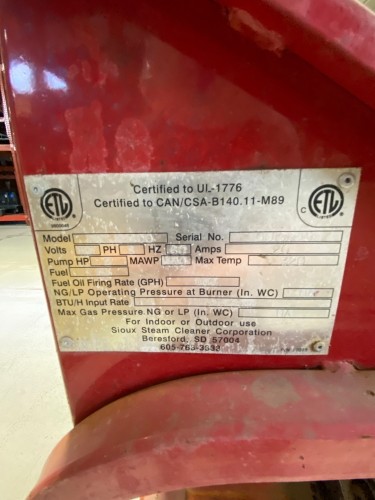 Certified to UL-1776
Certified to CAN/CSA-B140.11-M89
ETL
C ETL
Model Serial No.
Volts PH HZ Amps
Pump HP MAWP Max Temp
Fuel
Fuel Oil Firing Rate (GPH)
NG/LP Operating Pressure at Burner (In. WC)
BTU/H Input Rate
Max Gas Pressure NG or LP (In. WC)
For Indoor or Outdoor use
Sioux Steam Cleaner Corporation
Beresford, SD 57004
605-763-3333